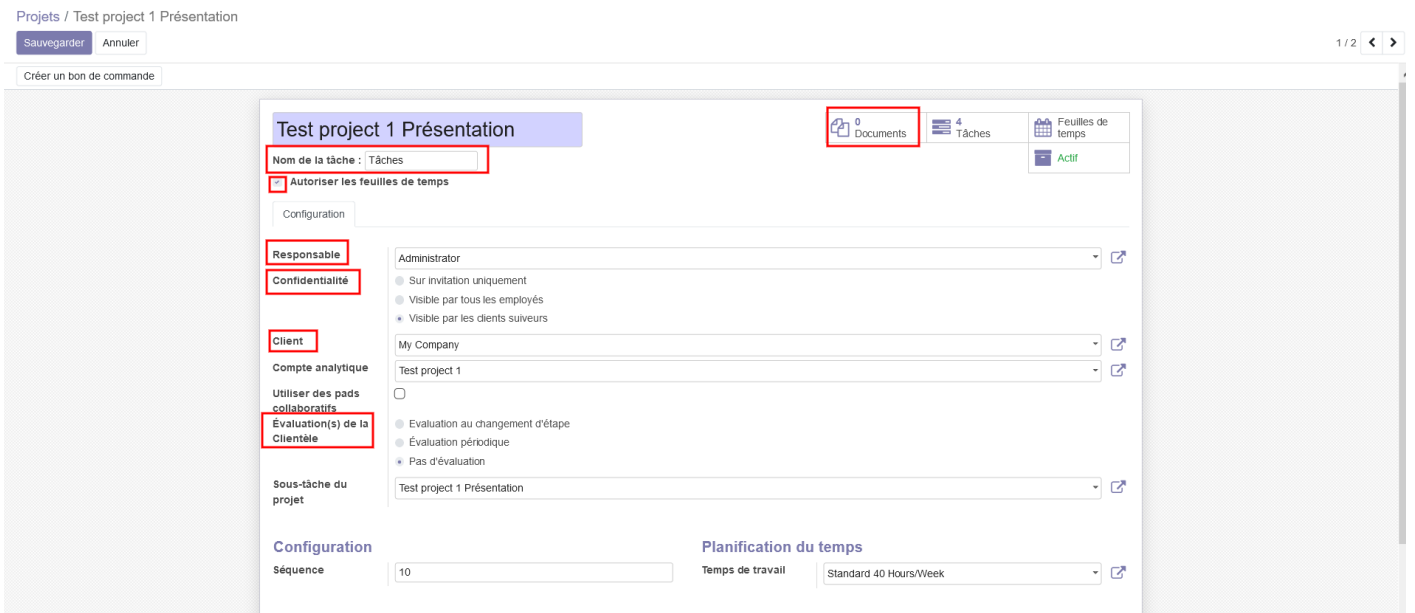 Projets / Test project 1 Présentation
Sauvegarder Annuler
1 / 2
Créer un bon de commande
Test project 1 Présentation
0 Documents
4 Tâches
Feuilles de temps
Nom de la tâche : Tâches
Actif
Autoriser les feuilles de temps
Configuration
Responsable Administrator
Confidentialité Sur invitation uniquement
Visible par tous les employés
Visible par les clients suiveurs
Client My Company
Compte analytique Test project 1
Utiliser des pads
collaboratifs
Évaluation(s) de la Evaluation au changement d'étape
Clientèle Évaluation périodique
Pas d'évaluation
Sous-tâche du Test project 1 Présentation
projet
Configuration Planification du temps
Séquence 10 Temps de travail Standard 40 Hours/Week